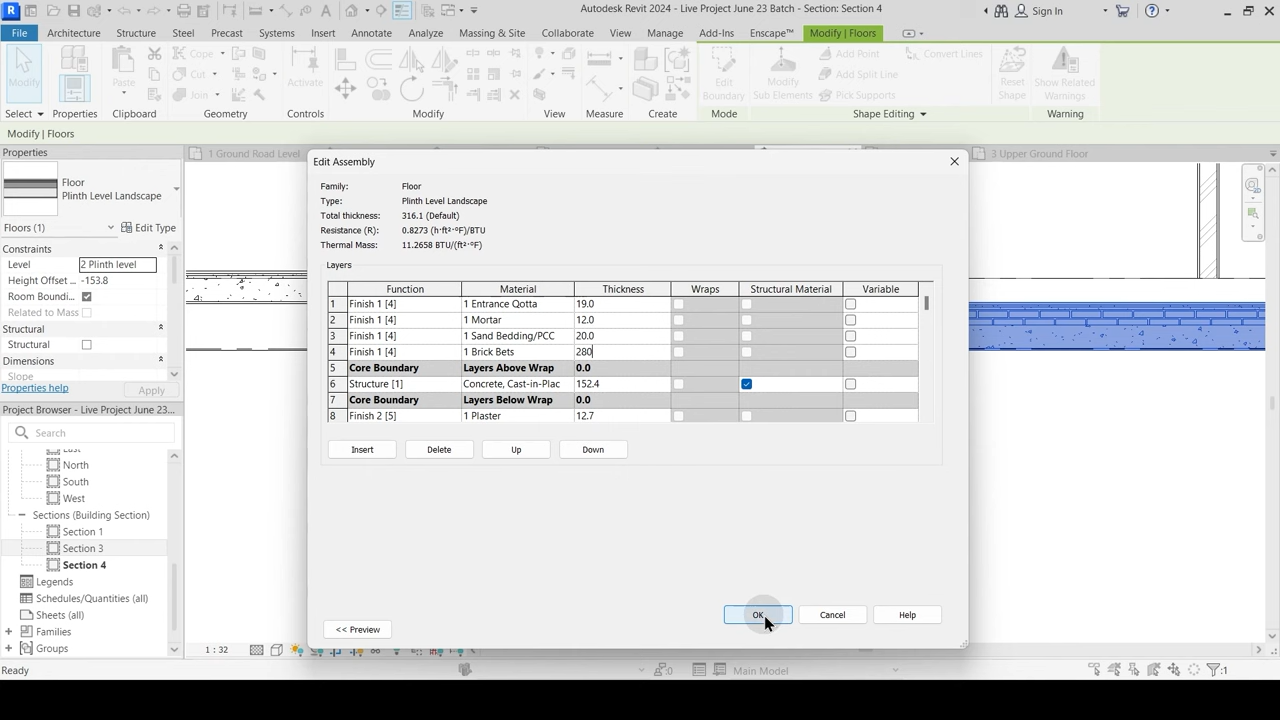 Autodesk Revit 2024 - Live Project June 23 Batch - Section: Section 4
Sign In
File Architecture Structure Steel Precast Systems Insert Annotate Analyze Massing & Site Collaborate View Manage Add-Ins Enscape™ Modify | Floors
Modify
Paste
Cope
Cut
Join
Activate
Edit Boundary
Modify Sub Elements
Add Point
Add Split Line
Pick Supports
Convert Lines
Reset Shape
Show Related Warnings
Select Properties Clipboard Geometry Controls Modify View Measure Create Mode Shape Editing Warning
Modify | Floors
Properties
1 Ground Road Level
3 Upper Ground Floor
Floor
Plinth Level Landscape
Floors (1)
Edit Type
Constraints
Level 2 Plinth level
Height Offset ... -153.8
Room Boundi...
Related to Mass
Structural
Structural
Dimensions
Slope
Properties help
Apply
Project Browser - Live Project June 23...
Search
East
North
South
West
Sections (Building Section)
Section 1
Section 3
Section 4
Legends
Schedules/Quantities (all)
Sheets (all)
Families
Groups
Edit Assembly
Family: Floor
Type: Plinth Level Landscape
Total thickness: 316.1 (Default)
Resistance (R): 0.8273 (h·ft²·°F)/BTU
Thermal Mass: 11.2658 BTU/(ft²·°F)
Layers
Function Material Thickness Wraps Structural Material Variable
1 Finish 1 [4] 1 Entrance Qotta 19.0
2 Finish 1 [4] 1 Mortar 12.0
3 Finish 1 [4] 1 Sand Bedding/PCC 20.0
4 Finish 1 [4] 1 Brick Bets 280
5 Core Boundary Layers Above Wrap 0.0
6 Structure [1] Concrete, Cast-in-Plac 152.4
7 Core Boundary Layers Below Wrap 0.0
8 Finish 2 [5] 1 Plaster 12.7
Insert Delete Up Down
<< Preview
OK Cancel Help
1 : 32
Ready
:0
Main Model
:1